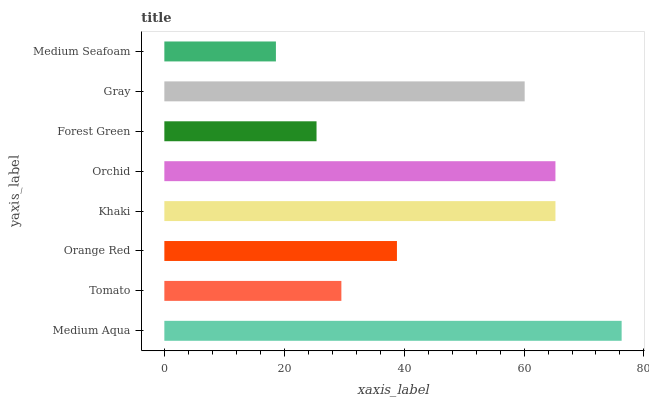 title
Medium Seafoam
Gray
Forest Green
Orchid
Khaki
Orange Red
Tomato
Medium Aqua
yaxis_label
0 20 40 60 80
xaxis_label